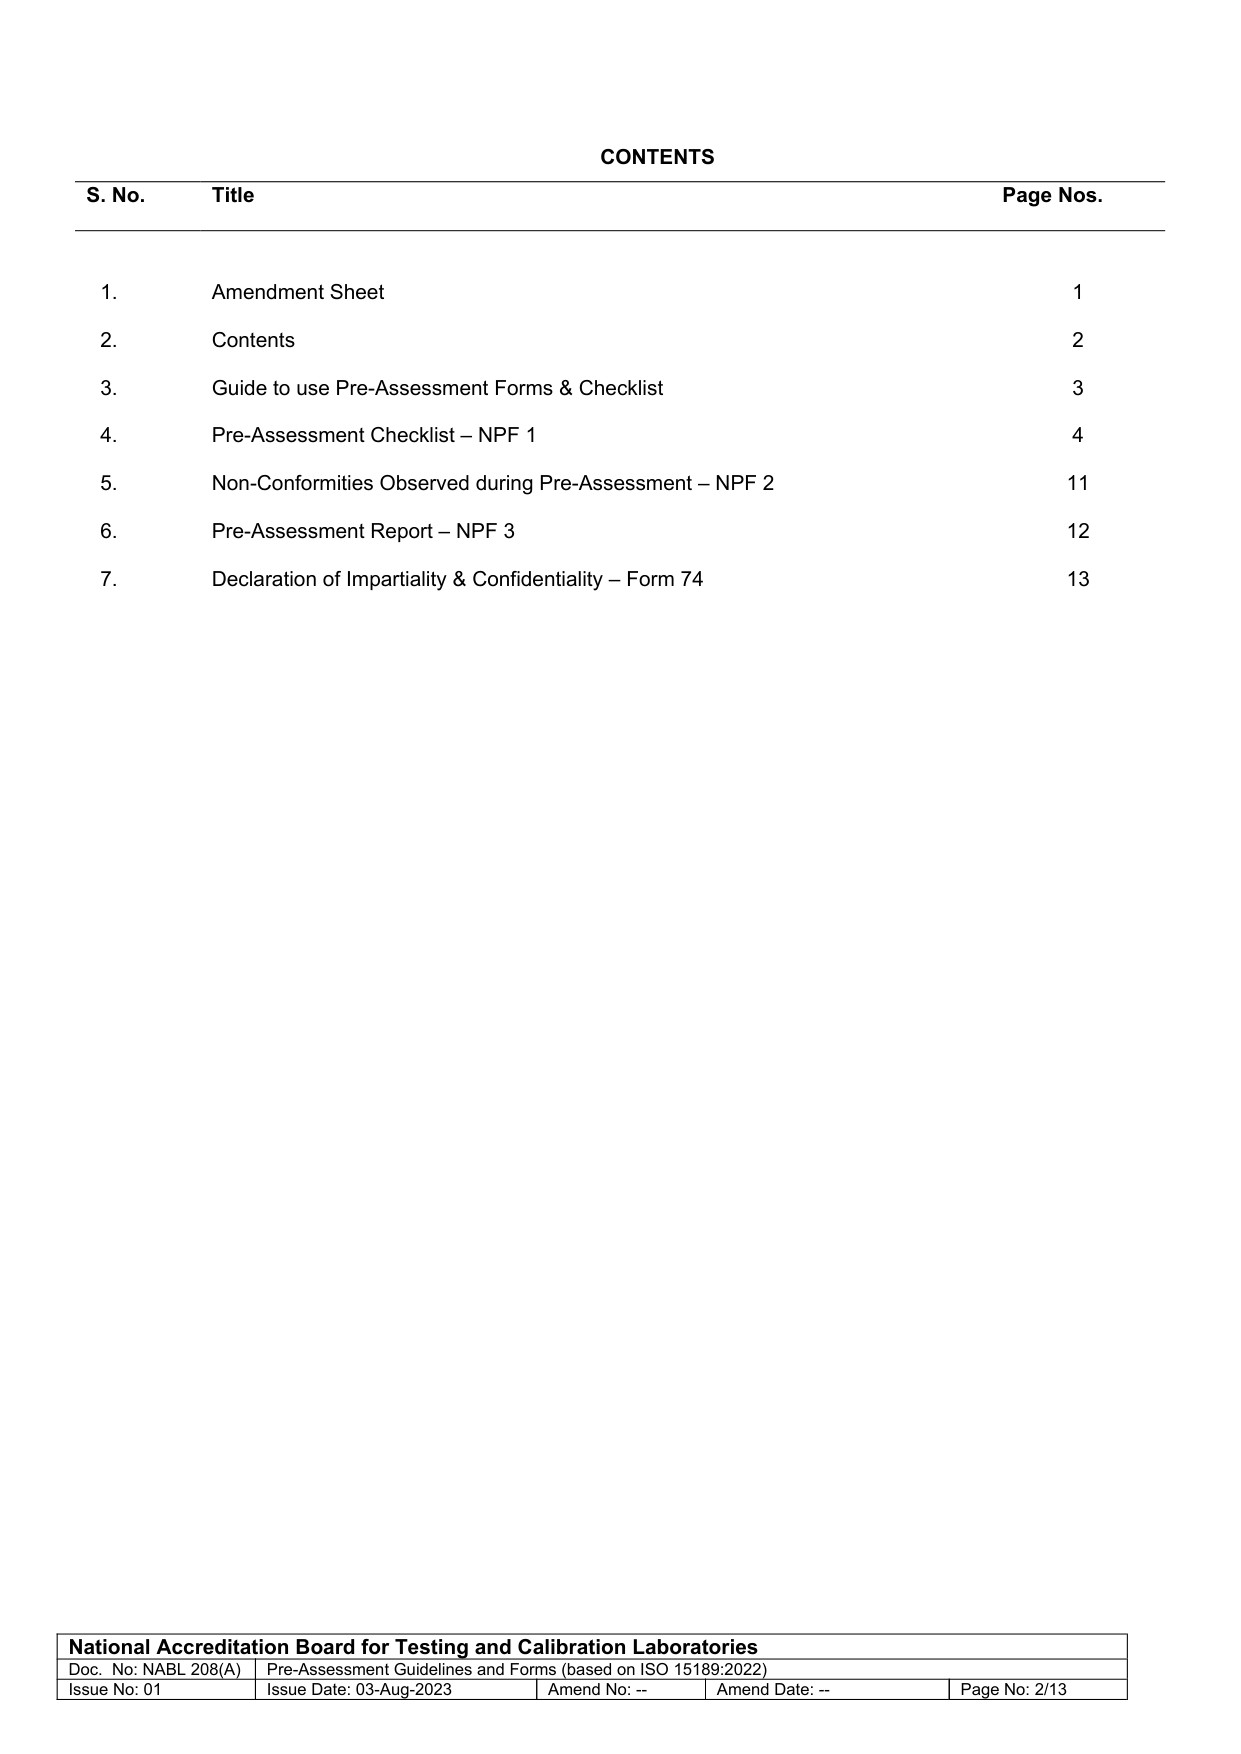 CONTENTS
S. No. Title Page Nos.
1. Amendment Sheet 1
2. Contents 2
3. Guide to use Pre-Assessment Forms & Checklist 3
4. Pre-Assessment Checklist – NPF 1 4
5. Non-Conformities Observed during Pre-Assessment – NPF 2 11
6. Pre-Assessment Report – NPF 3 12
7. Declaration of Impartiality & Confidentiality – Form 74 13
National Accreditation Board for Testing and Calibration Laboratories
Doc. No: NABL 208(A) Pre-Assessment Guidelines and Forms (based on ISO 15189:2022)
Issue No: 01 Issue Date: 03-Aug-2023 Amend No: -- Amend Date: -- Page No: 2/13